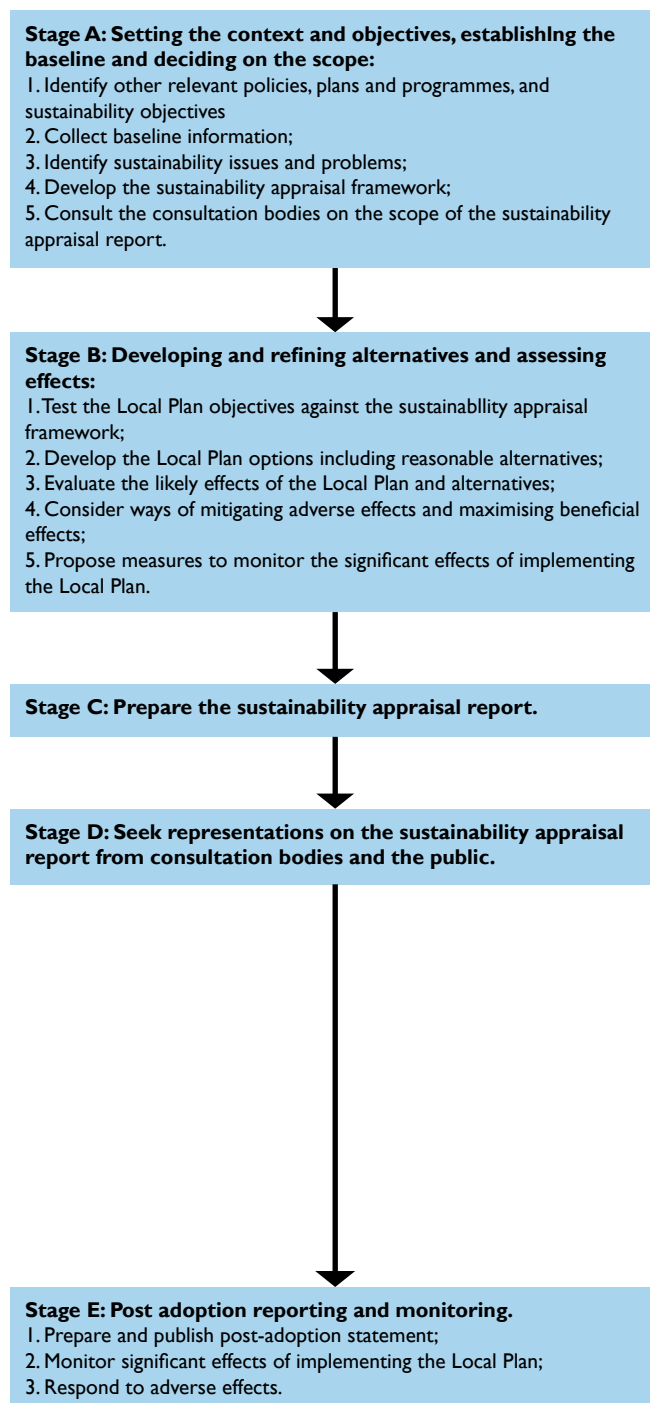 Stage A: Setting the context and objectives, establishIng the
baseline and deciding on the scope:
1. Identify other relevant policies, plans and programmes, and
sustainability objectives
2. Collect baseline information;
3. Identify sustainability issues and problems;
4. Develop the sustainability appraisal framework;
5. Consult the consultation bodies on the scope of the sustainability
appraisal report.
Stage B: Developing and refining alternatives and assessing
effects:
1. Test the Local Plan objectives against the sustainabllity appraisal
framework;
2. Develop the Local Plan options including reasonable alternatives;
3. Evaluate the likely effects of the Local Plan and alternatives;
4. Consider ways of mitigating adverse effects and maximising beneficial
effects;
5. Propose measures to monitor the significant effects of implementing
the Local Plan.
Stage C: Prepare the sustainability appraisal report.
Stage D: Seek representations on the sustainability appraisal
report from consultation bodies and the public.
Stage E: Post adoption reporting and monitoring.
1. Prepare and publish post-adoption statement;
2. Monitor significant effects of implementing the Local Plan;
3. Respond to adverse effects.